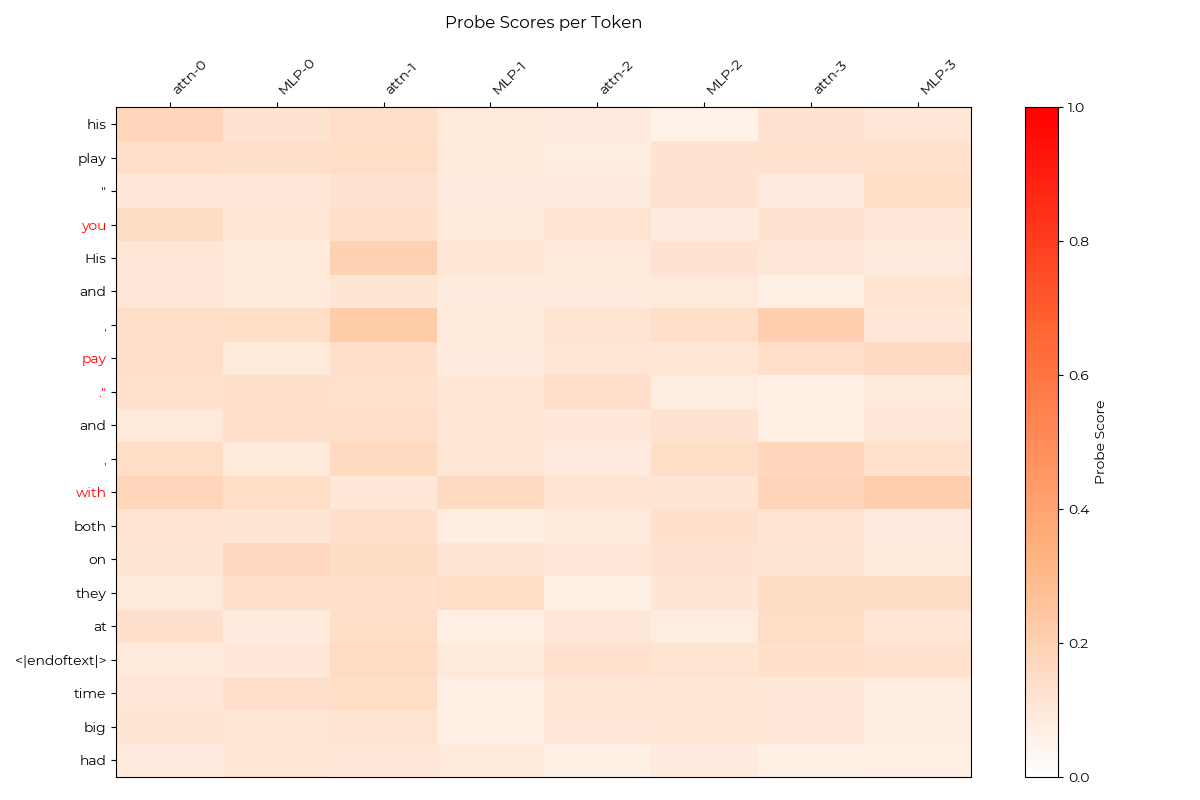 Probe Scores per Token
attn-0 MLP-0 attn-1 MLP-1 attn-2 MLP-2 attn-3 MLP-3
his
play
"
you
His
and
,
pay
."
and
,
with
both
on
they
at
<|endoftext|>
time
big
had
1.0
0.8
0.6
0.4
0.2
0.0
Probe Score